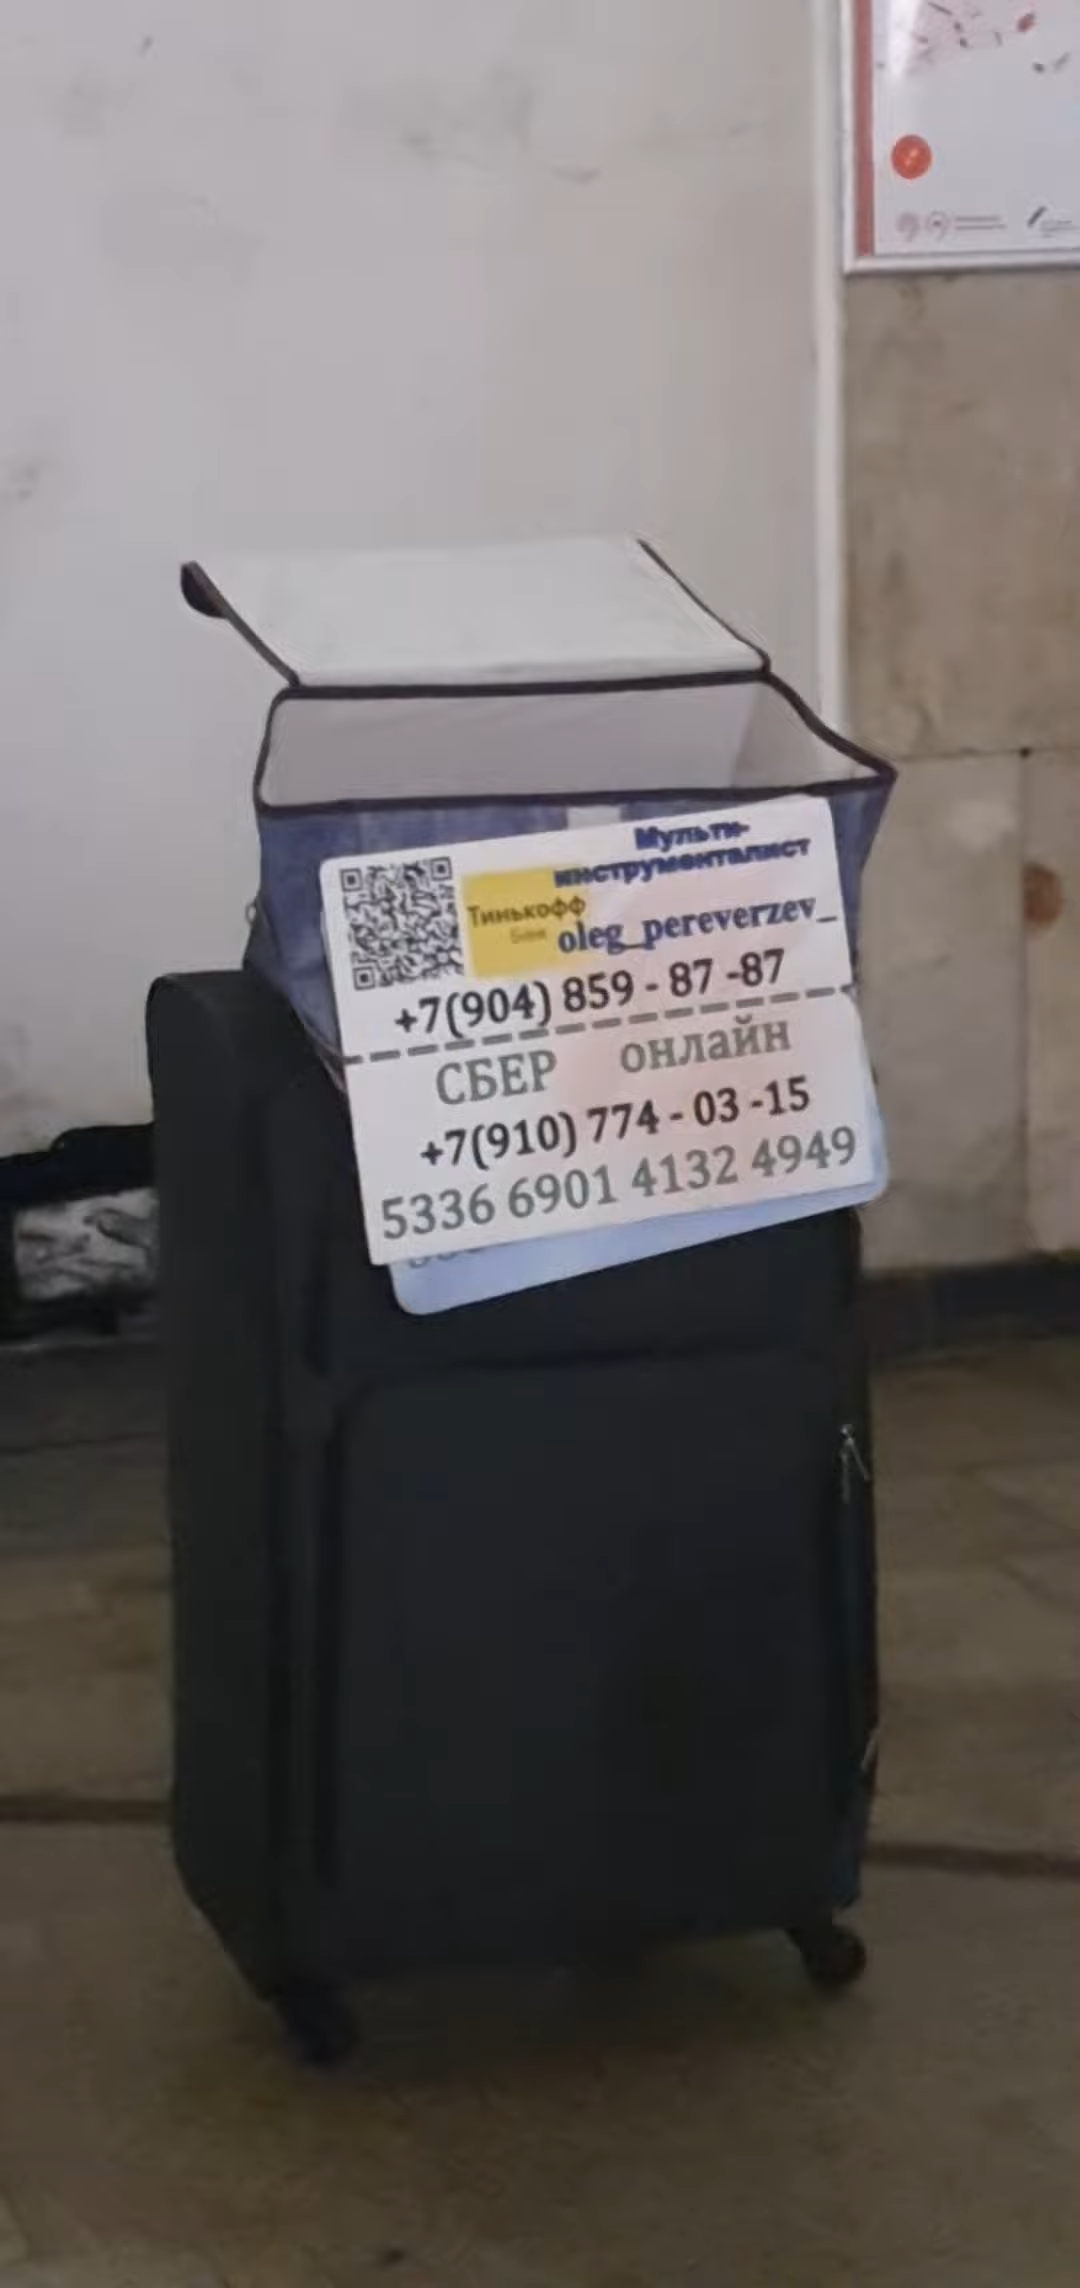 Мульти-
инструменталист
Тинькофф
Банк
oleg_pereverzev_
+7(904) 859 - 87 -87
СБЕР онлайн
+7(910) 774 - 03 -15
5336 6901 4132 4949